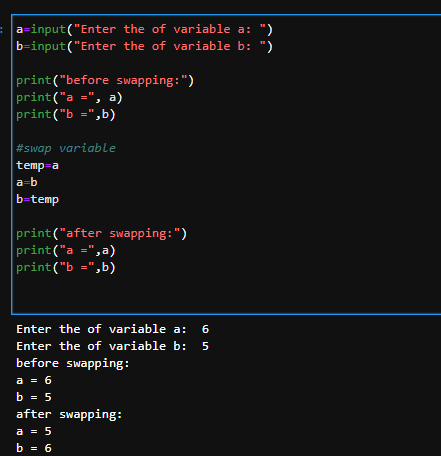 a=input("Enter the of variable a: ")
b=input("Enter the of variable b: ")
print("before swapping:")
print("a =", a)
print("b =",b)
#swap variable
temp=a
a=b
b=temp
print("after swapping:")
print("a =",a)
print("b =",b)
Enter the of variable a:  6
Enter the of variable b:  5
before swapping:
a = 6
b = 5
after swapping:
a = 5
b = 6